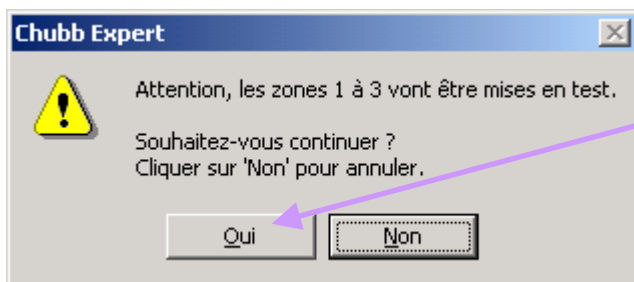 Chubb Expert
Attention, les zones 1 à 3 vont être mises en test.
Souhaitez-vous continuer ?
Cliquer sur 'Non' pour annuler.
Oui
Non